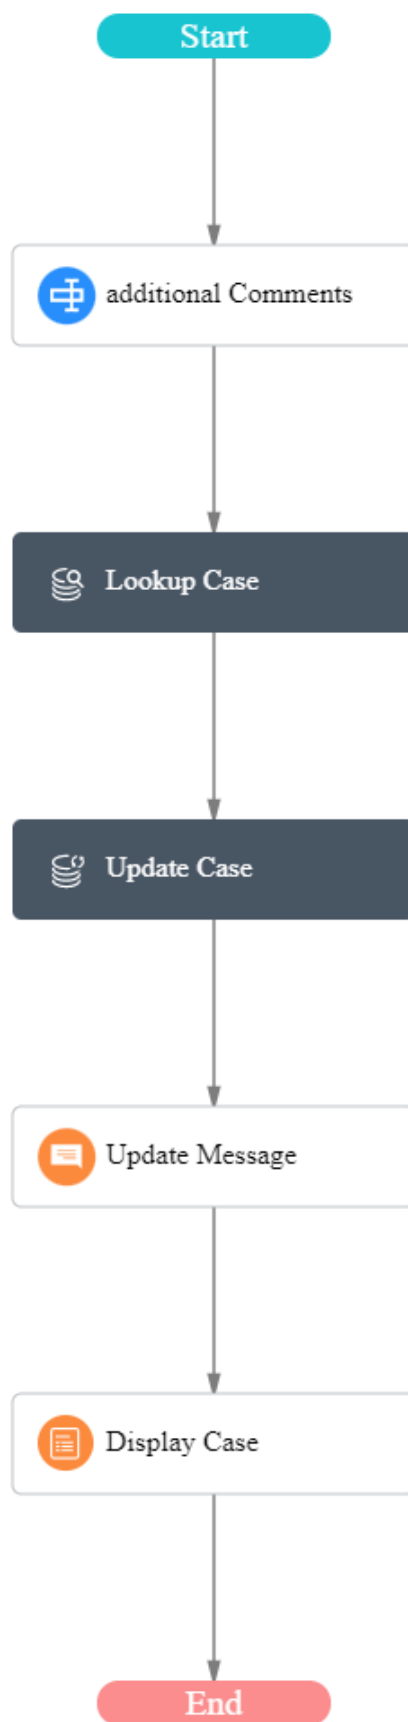 Start
additional Comments
Lookup Case
Update Case
Update Message
Display Case
End